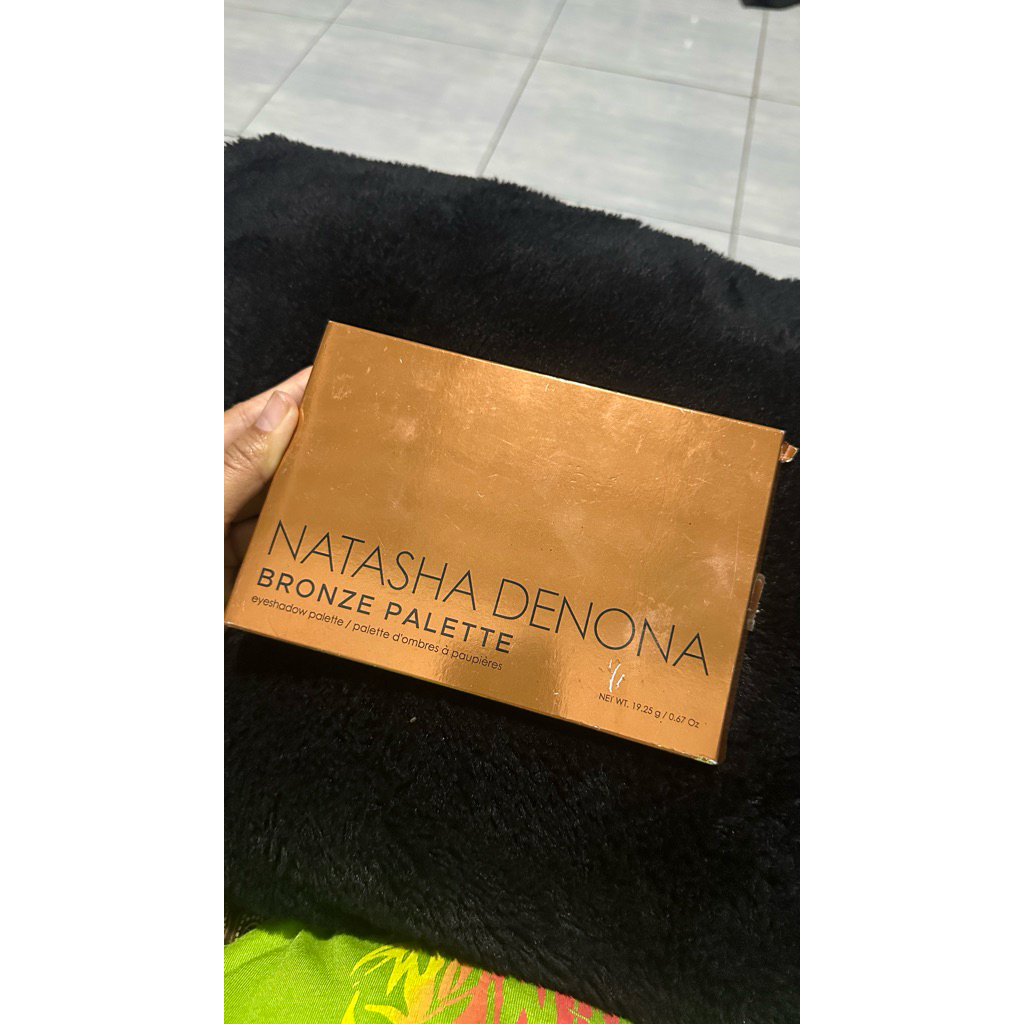 NATASHA DENONA
BRONZE PALETTE
eyeshadow palette / palette d'ombres à paupières
NET WT. 19.25 g / 0.67 Oz